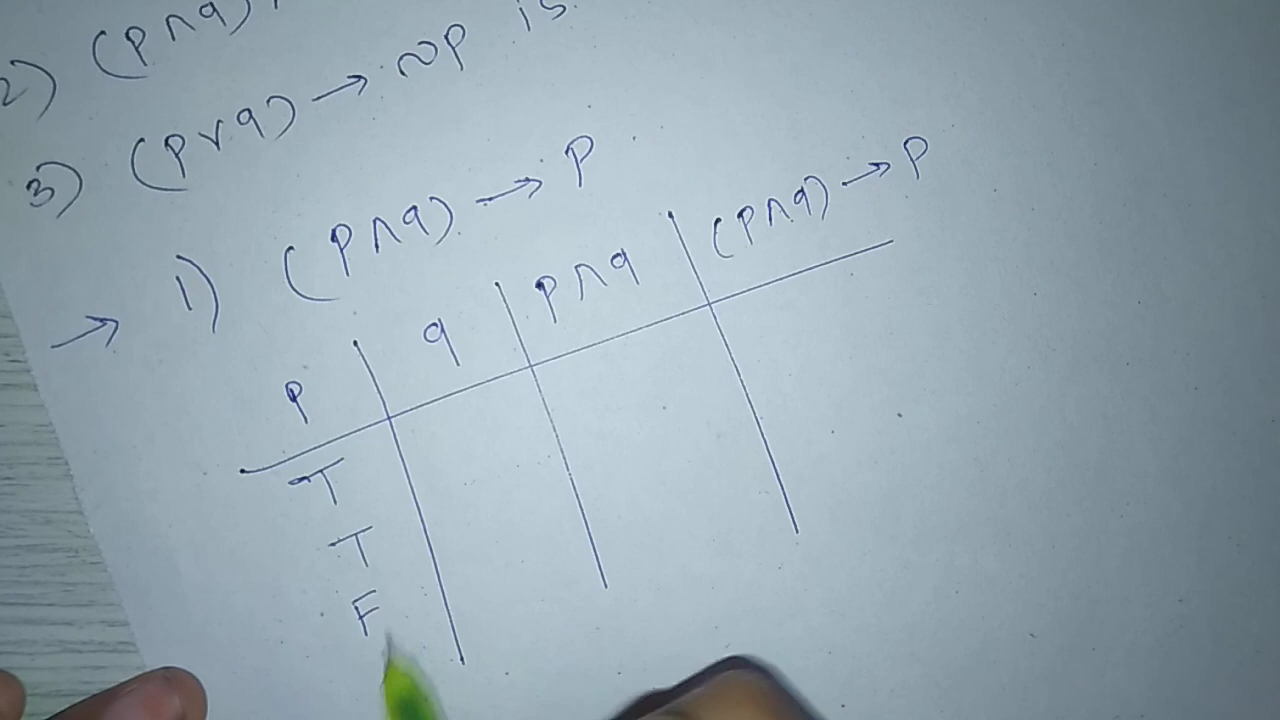 2) (p∧q)
3) (p∨q) → ~p is
→ 1) (p∧q) → p
p q p∧q (p∧q) → p
T
T
F